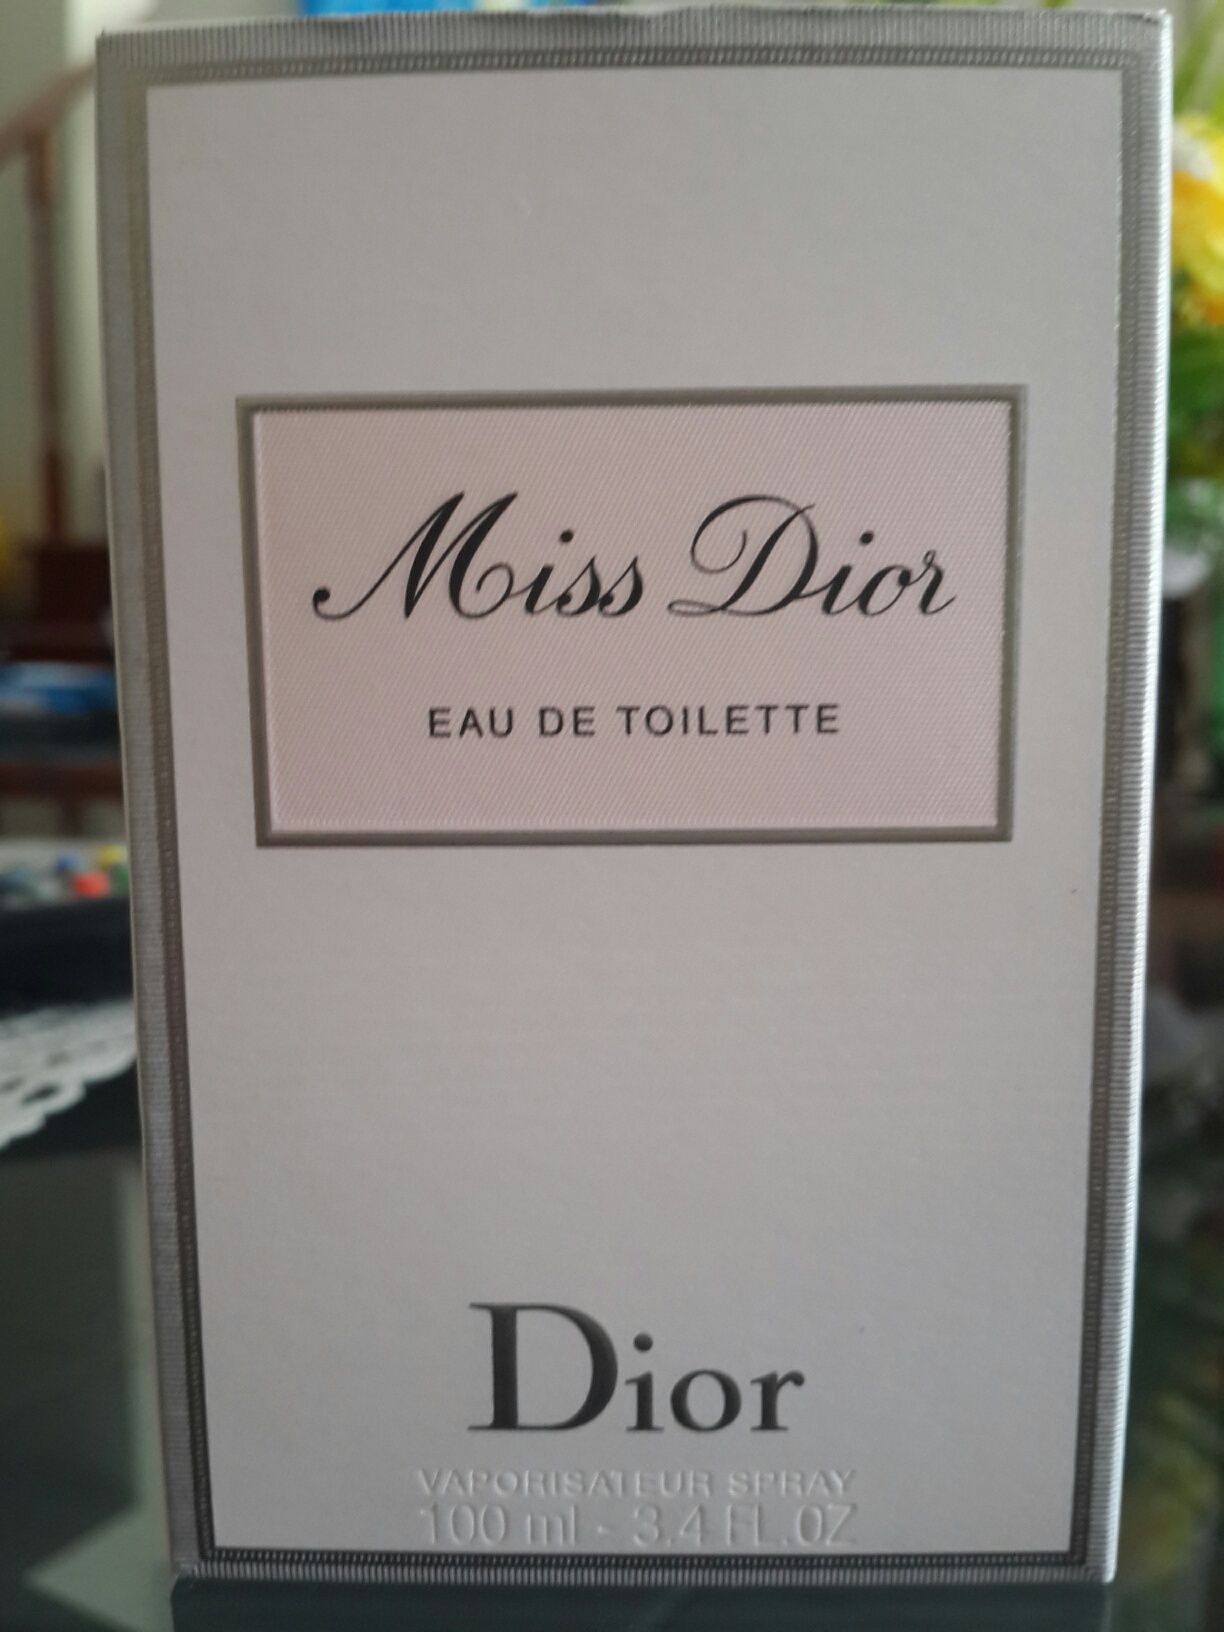 Miss Dior
EAU DE TOILETTE
Dior
VAPORISATEUR SPRAY
100 ml - 3.4 FL.OZ